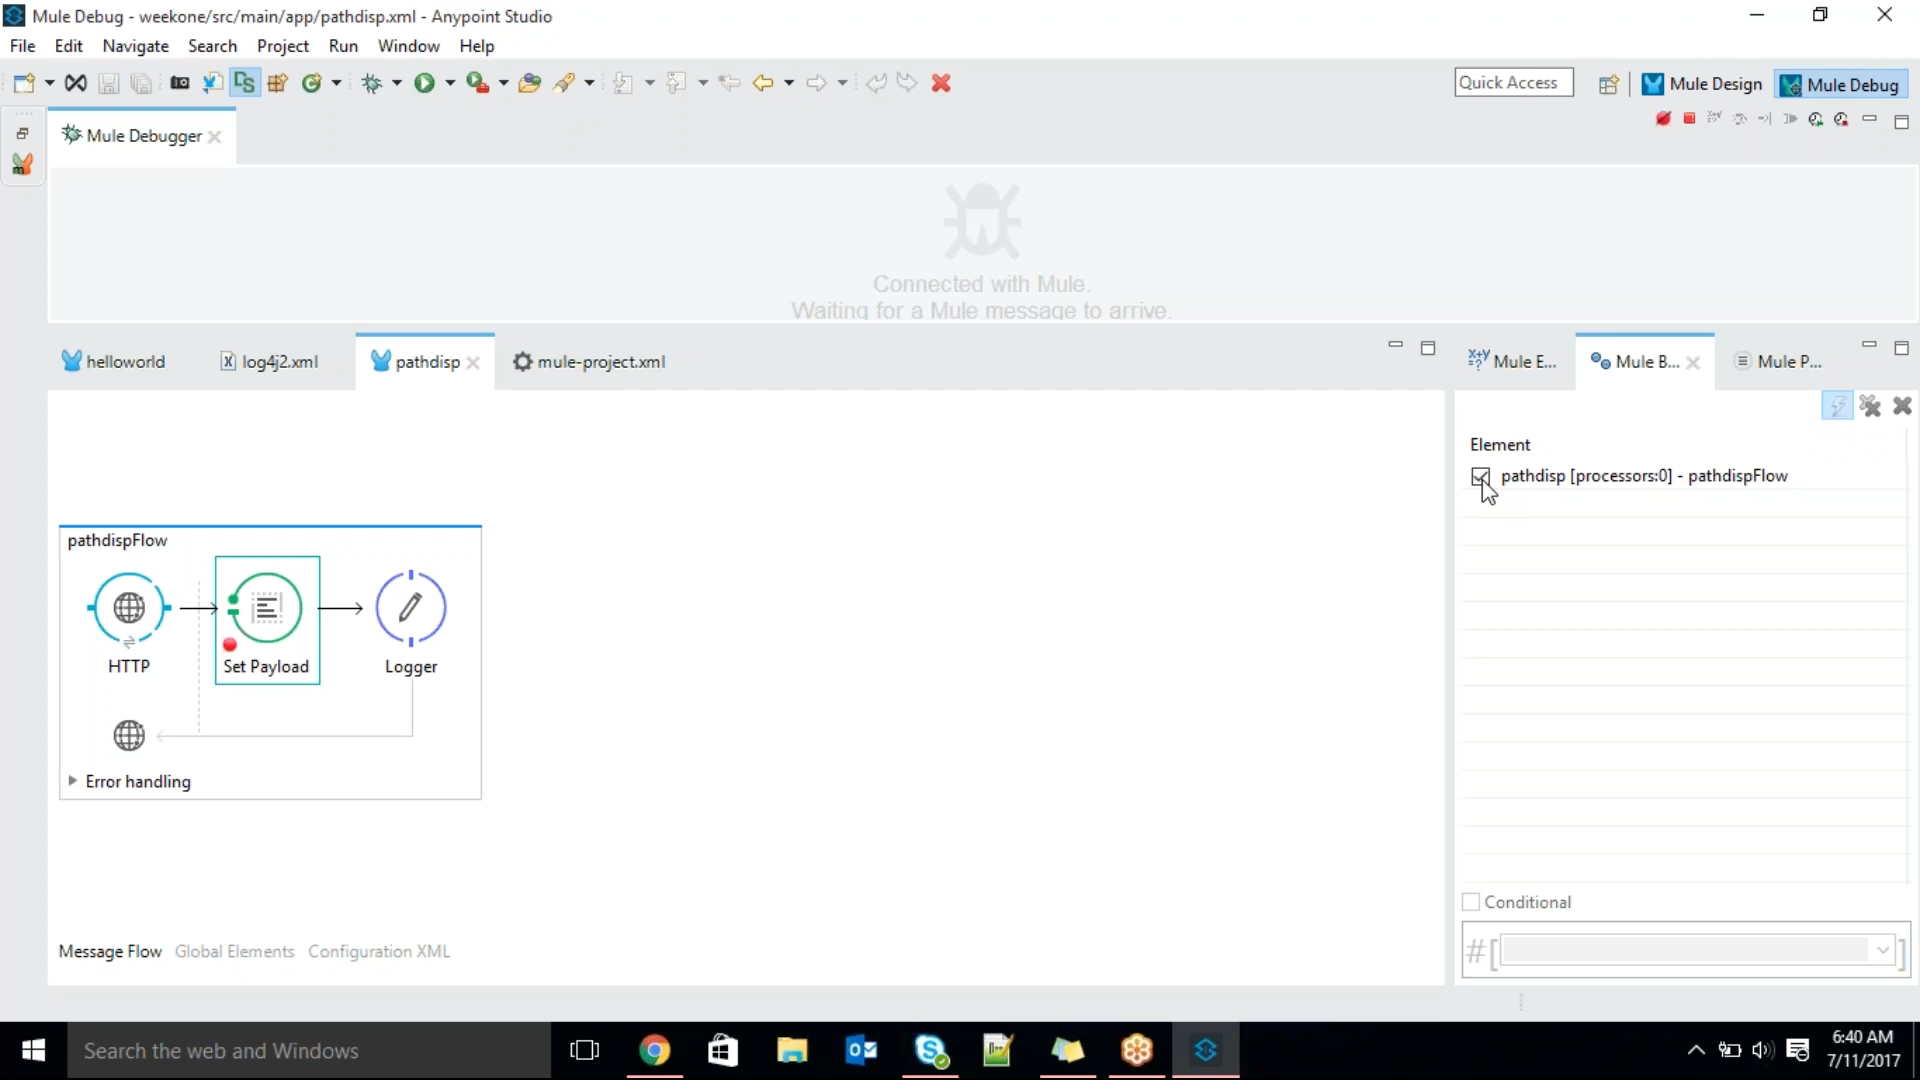 Mule Debug - weekone/src/main/app/pathdisp.xml - Anypoint Studio
File Edit Navigate Search Project Run Window Help
Quick Access
Mule Design
Mule Debug
Mule Debugger
Connected with Mule.
Waiting for a Mule message to arrive.
helloworld
log4j2.xml
pathdisp
mule-project.xml
Mule E...
Mule B...
Mule P...
Element
pathdisp [processors:0] - pathdispFlow
pathdispFlow
HTTP
Set Payload
Logger
Error handling
Conditional
#[ ]
Message Flow Global Elements Configuration XML
Search the web and Windows
6:40 AM
7/11/2017